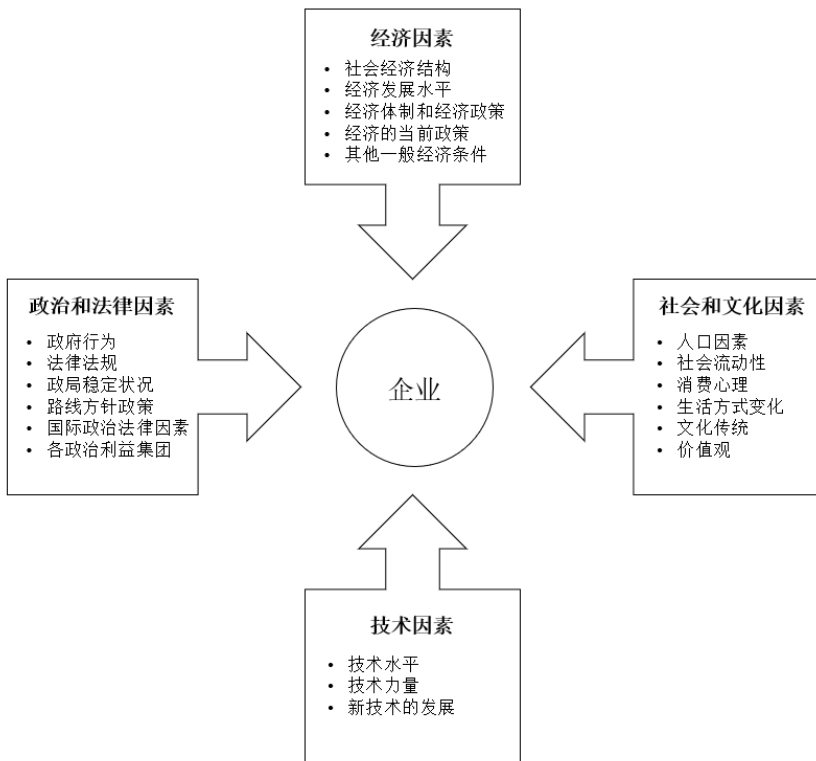 经济因素
• 社会经济结构
• 经济发展水平
• 经济体制和经济政策
• 经济的当前政策
• 其他一般经济条件
政治和法律因素
• 政府行为
• 法律法规
• 政局稳定状况
• 路线方针政策
• 国际政治法律因素
• 各政治利益集团
企业
社会和文化因素
• 人口因素
• 社会流动性
• 消费心理
• 生活方式变化
• 文化传统
• 价值观
技术因素
• 技术水平
• 技术力量
• 新技术的发展